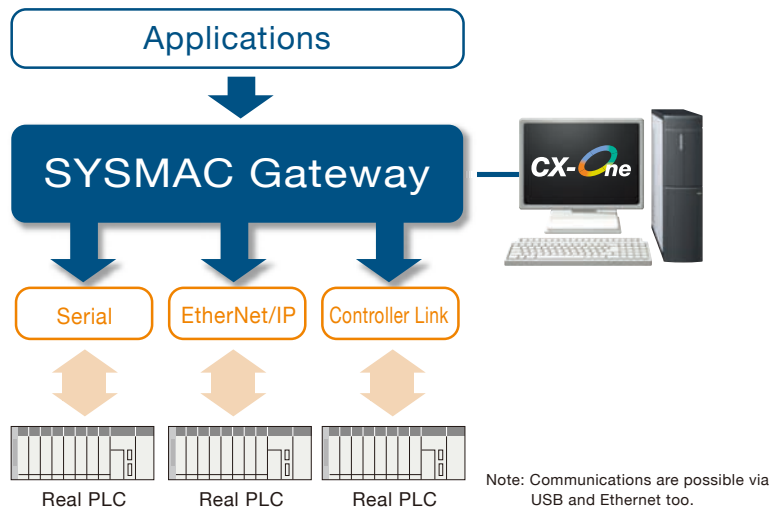 Applications
SYSMAC Gateway
CX-One
Serial
EtherNet/IP
Controller Link
Real PLC
Real PLC
Real PLC
Note: Communications are possible via
USB and Ethernet too.